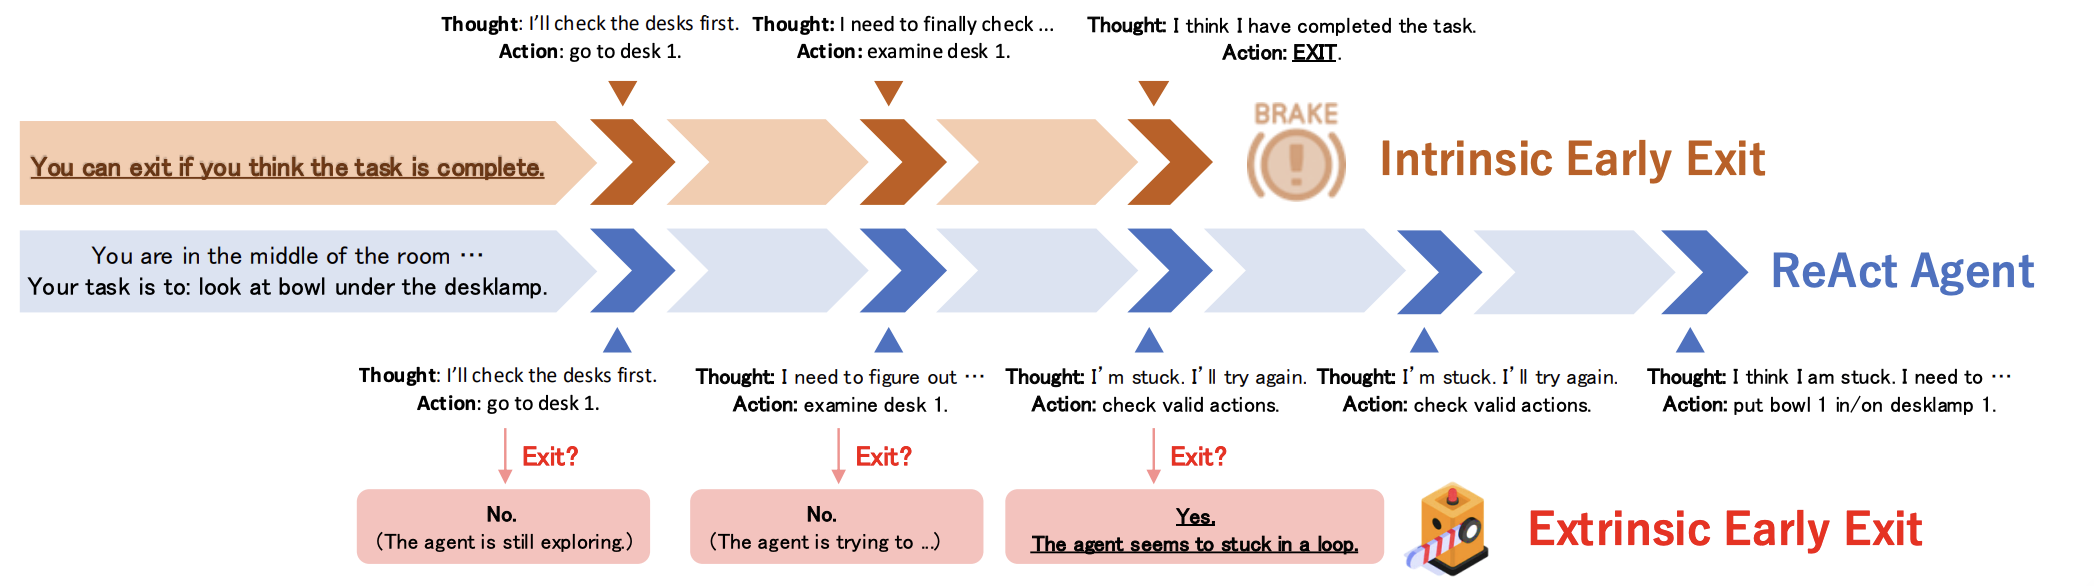 Thought: I'll check the desks first.
Action: go to desk 1.
Thought: I need to finally check ...
Action: examine desk 1.
Thought: I think I have completed the task.
Action: EXIT.
BRAKE
Intrinsic Early Exit
You can exit if you think the task is complete.
You are in the middle of the room ⋯
Your task is to: look at bowl under the desklamp.
ReAct Agent
Thought: I'll check the desks first.
Action: go to desk 1.
Thought: I need to figure out ⋯
Action: examine desk 1.
Thought: I'm stuck. I'll try again.
Action: check valid actions.
Thought: I'm stuck. I'll try again.
Action: check valid actions.
Thought: I think I am stuck. I need to ⋯
Action: put bowl 1 in/on desklamp 1.
Exit?
Exit?
Exit?
No.
(The agent is still exploring.)
No.
(The agent is trying to ...)
Yes.
The agent seems to stuck in a loop.
Extrinsic Early Exit